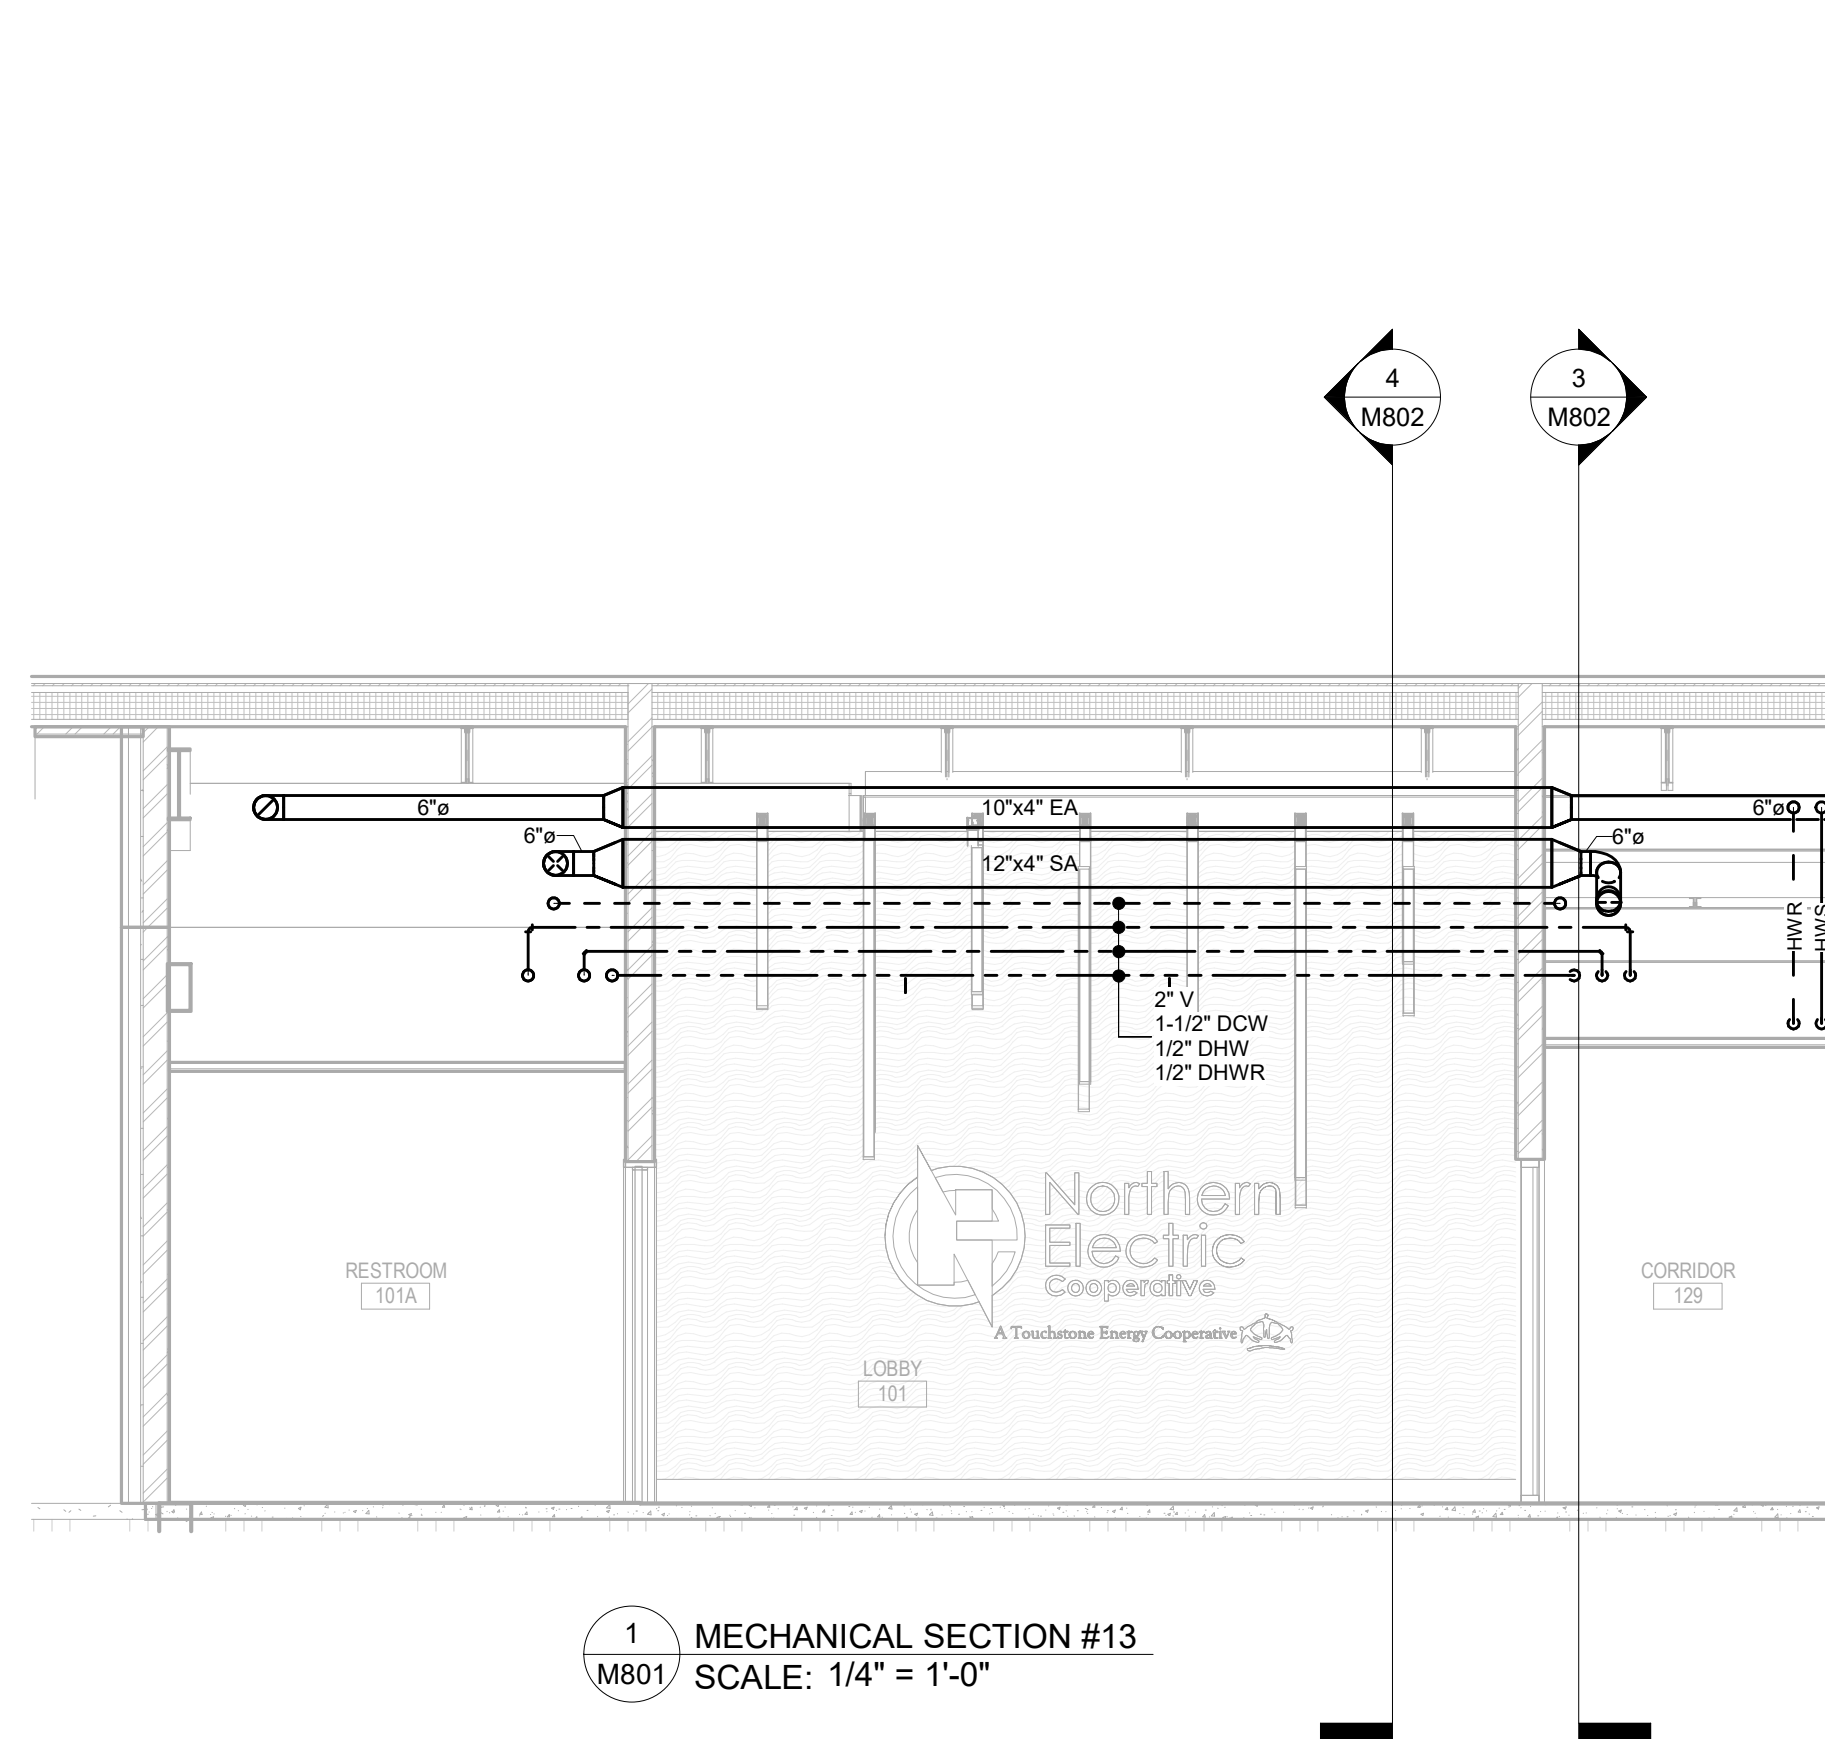 4
M802
3
M802
6"ø
10"x4" EA
6"ø
6"ø
6"ø
12"x4" SA
HWR
HWS
2" V
1-1/2" DCW
1/2" DHW
1/2" DHWR
Northern
Electric
Cooperative
A Touchstone Energy Cooperative
RESTROOM
101A
CORRIDOR
129
LOBBY
101
1
M801
MECHANICAL SECTION #13
SCALE: 1/4" = 1'-0"